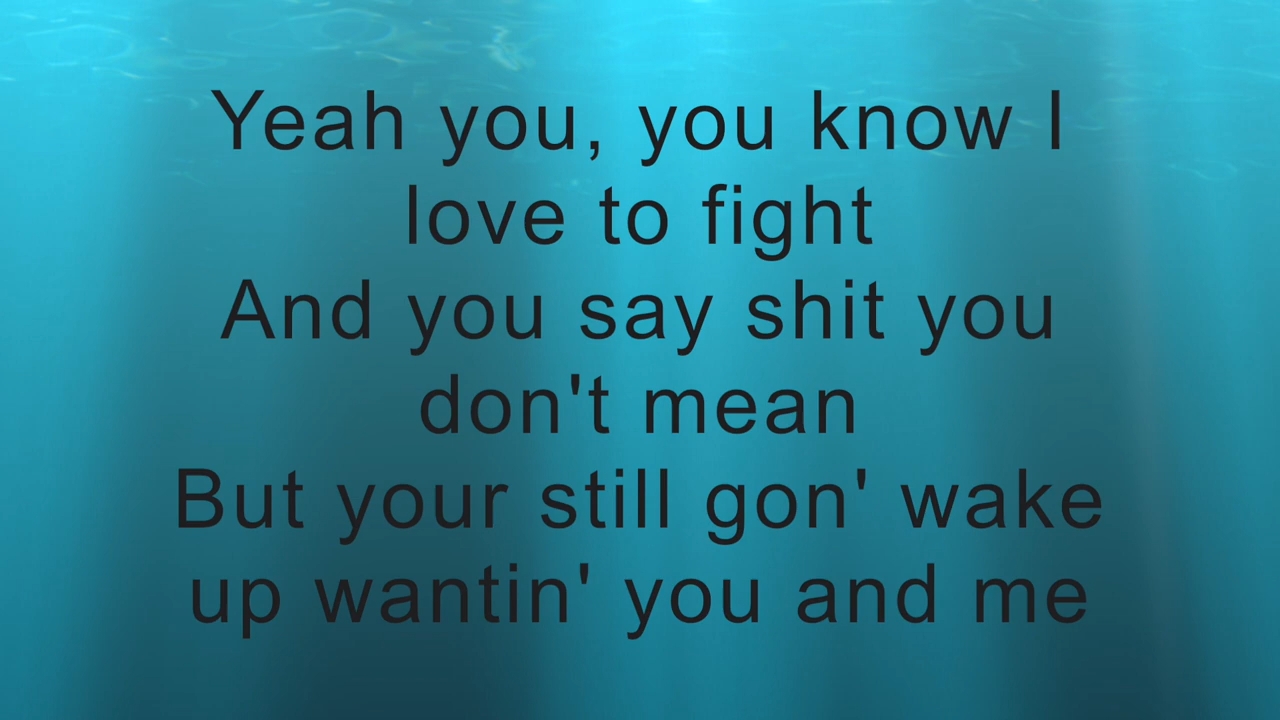 Yeah you, you know I
love to fight
And you say shit you
don't mean
But your still gon' wake
up wantin' you and me